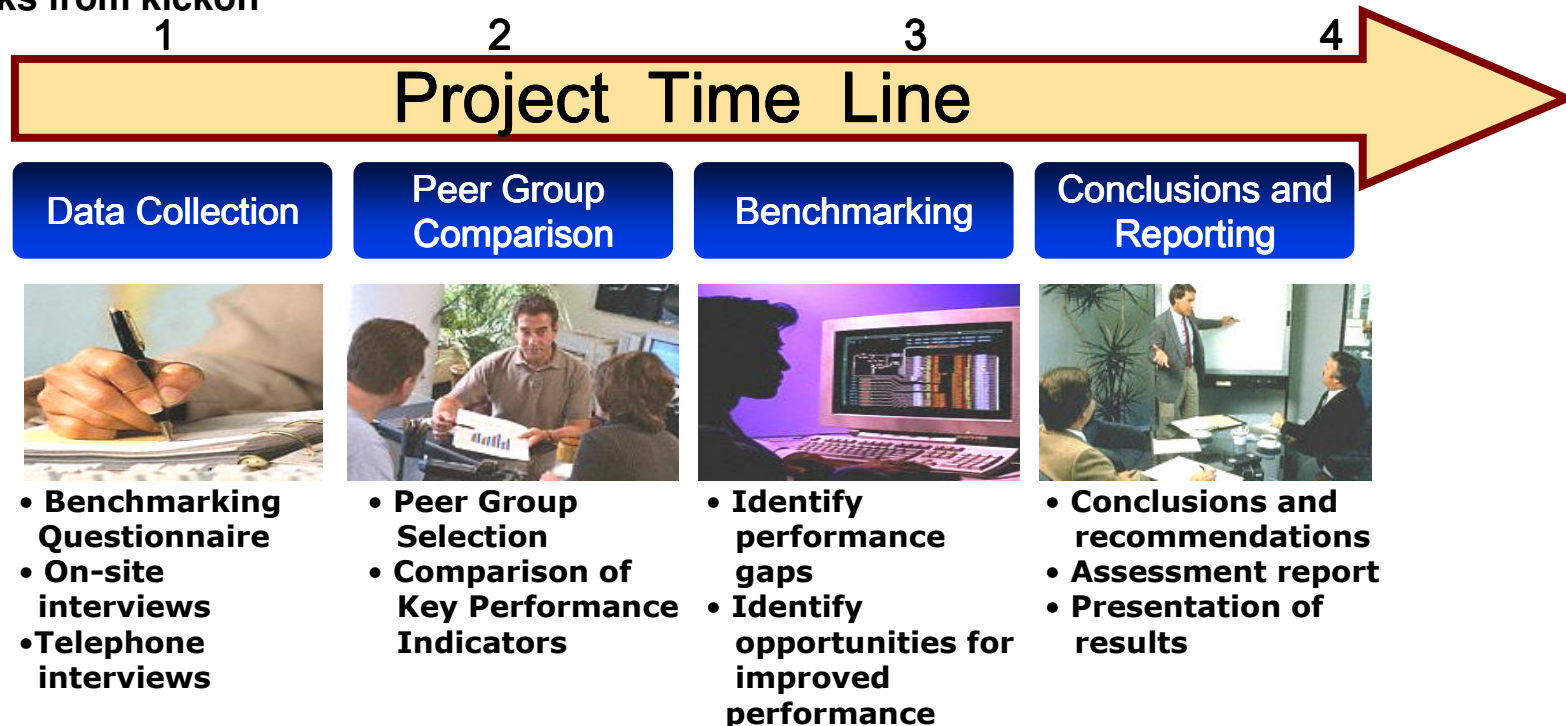 from kickoff
1 2 3 4
Project Time Line
Data Collection
Peer Group
Comparison
Benchmarking
Conclusions and
Reporting
• Benchmarking
Questionnaire
• On-site
interviews
•Telephone
interviews
• Peer Group
Selection
• Comparison of
Key Performance
Indicators
• Identify
performance
gaps
• Identify
opportunities for
improved
performance
• Conclusions and
recommendations
• Assessment report
• Presentation of
results